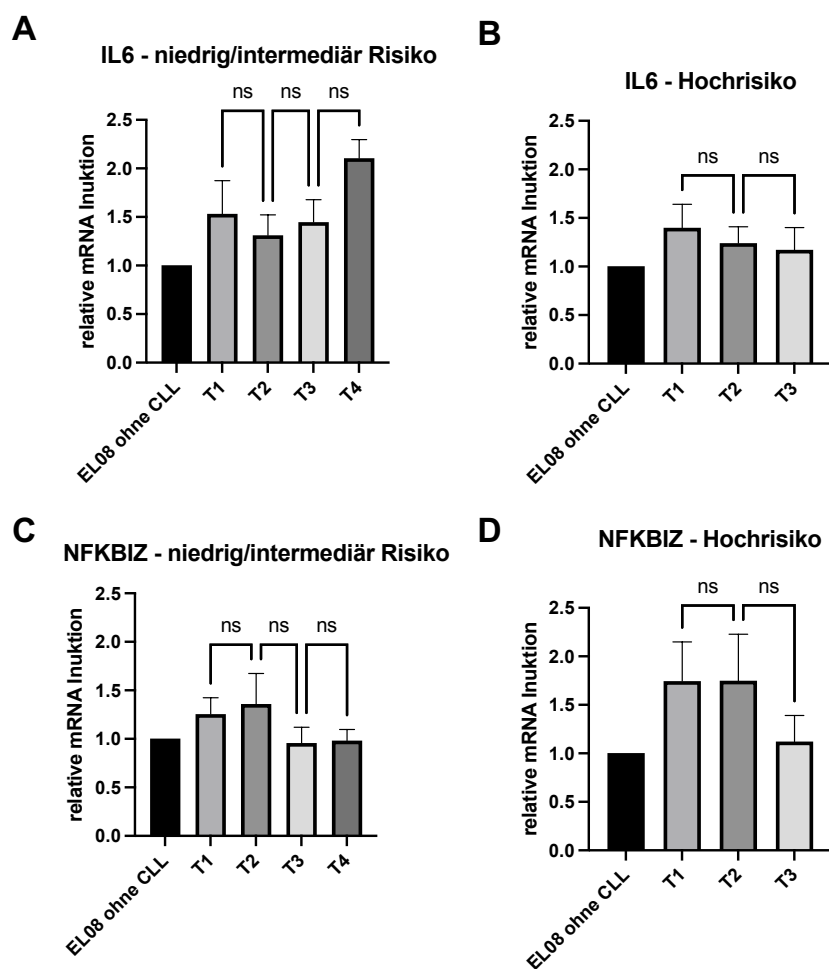 A
IL6 - niedrig/intermediär Risiko
ns ns ns
relative mRNA Inuktion
2.5
2.0
1.5
1.0
0.5
0.0
EL08 ohne CLL T1 T2 T3 T4
B
IL6 - Hochrisiko
ns ns
relative mRNA Inuktion
2.5
2.0
1.5
1.0
0.5
0.0
EL08 ohne CLL T1 T2 T3
C
NFKBIZ - niedrig/intermediär Risiko
ns ns ns
relative mRNA Inuktion
2.5
2.0
1.5
1.0
0.5
0.0
EL08 ohne CLL T1 T2 T3 T4
D
NFKBIZ - Hochrisiko
ns ns
relative mRNA Inuktion
2.5
2.0
1.5
1.0
0.5
0.0
EL08 ohne CLL T1 T2 T3